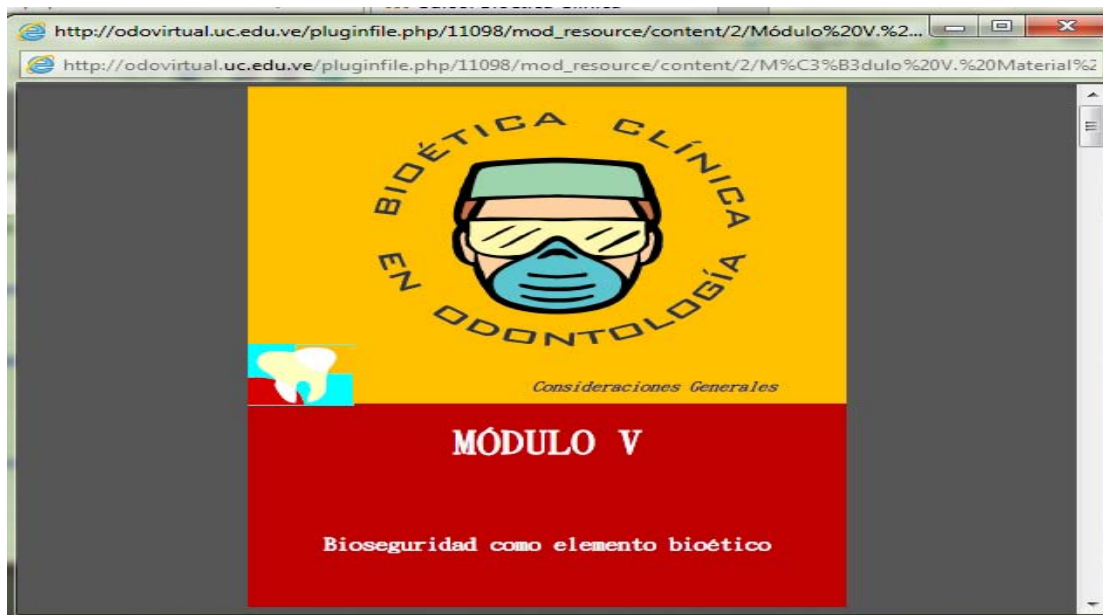 http://odovirtual.uc.edu.ve/pluginfile.php/11098/mod_resource/content/2/Módulo%20V.%2...
http://odovirtual.uc.edu.ve/pluginfile.php/11098/mod_resource/content/2/M%C3%B3dulo%20V.%20Material%2
BIOÉTICA CLÍNICA
EN ODONTOLOGÍA
Consideraciones Generales
MÓDULO V
Bioseguridad como elemento bioético